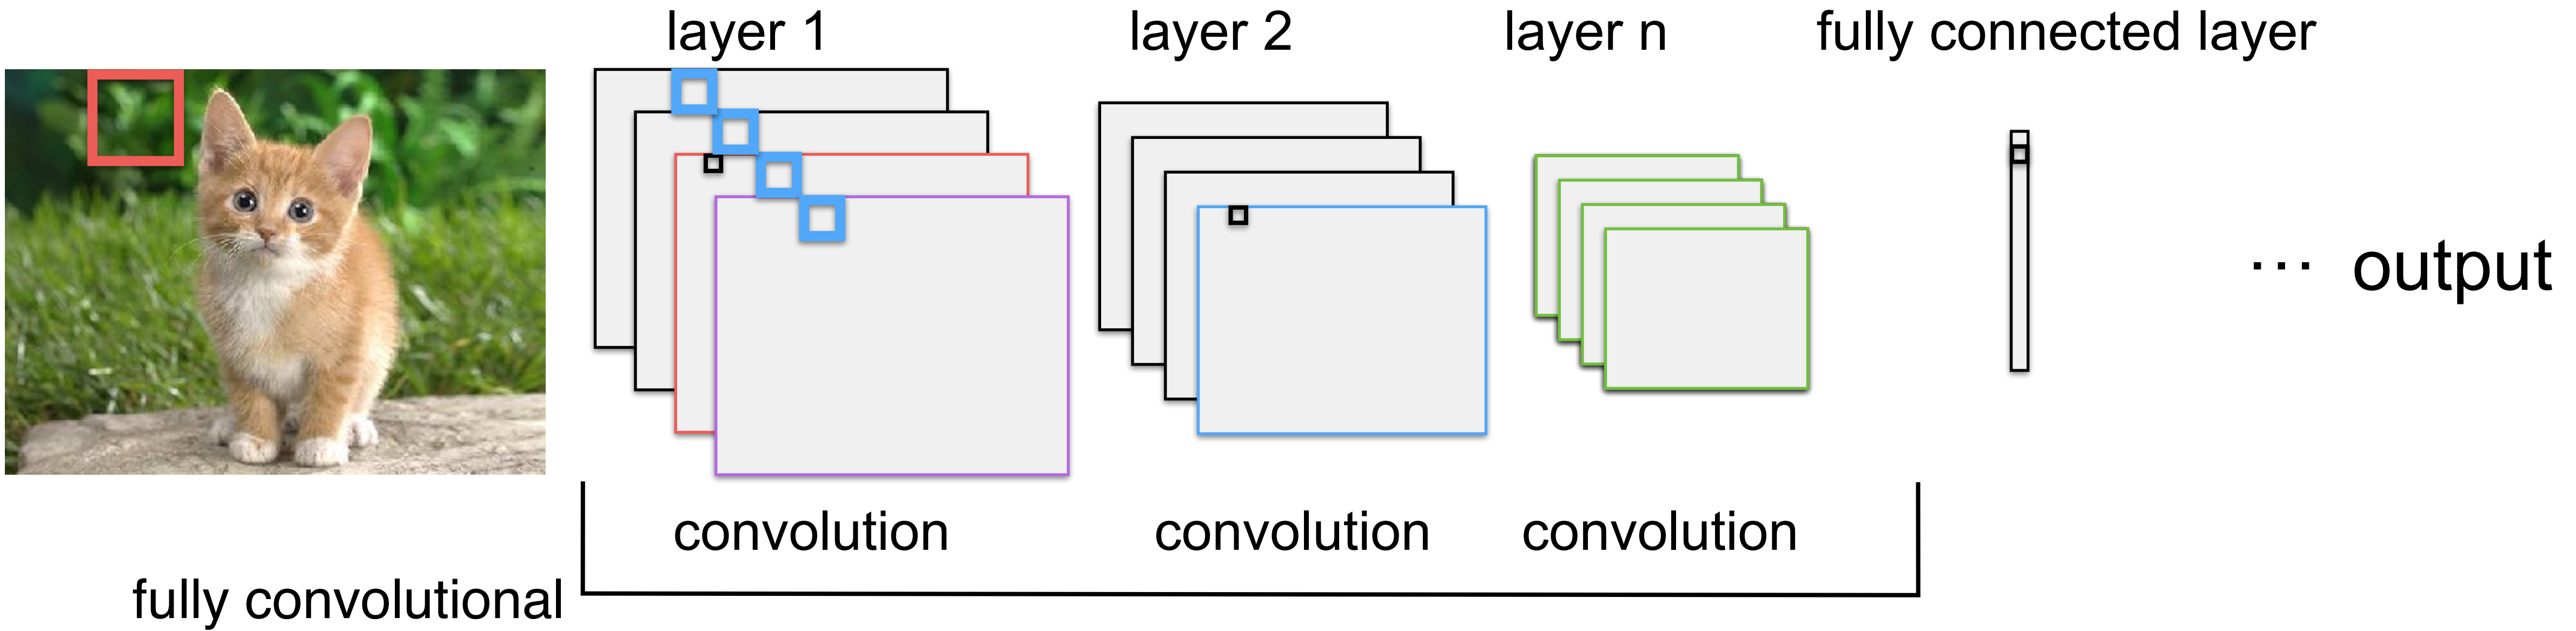 layer 1
layer 2
layer n
fully connected layer
··· output
convolution
convolution
convolution
fully convolutional